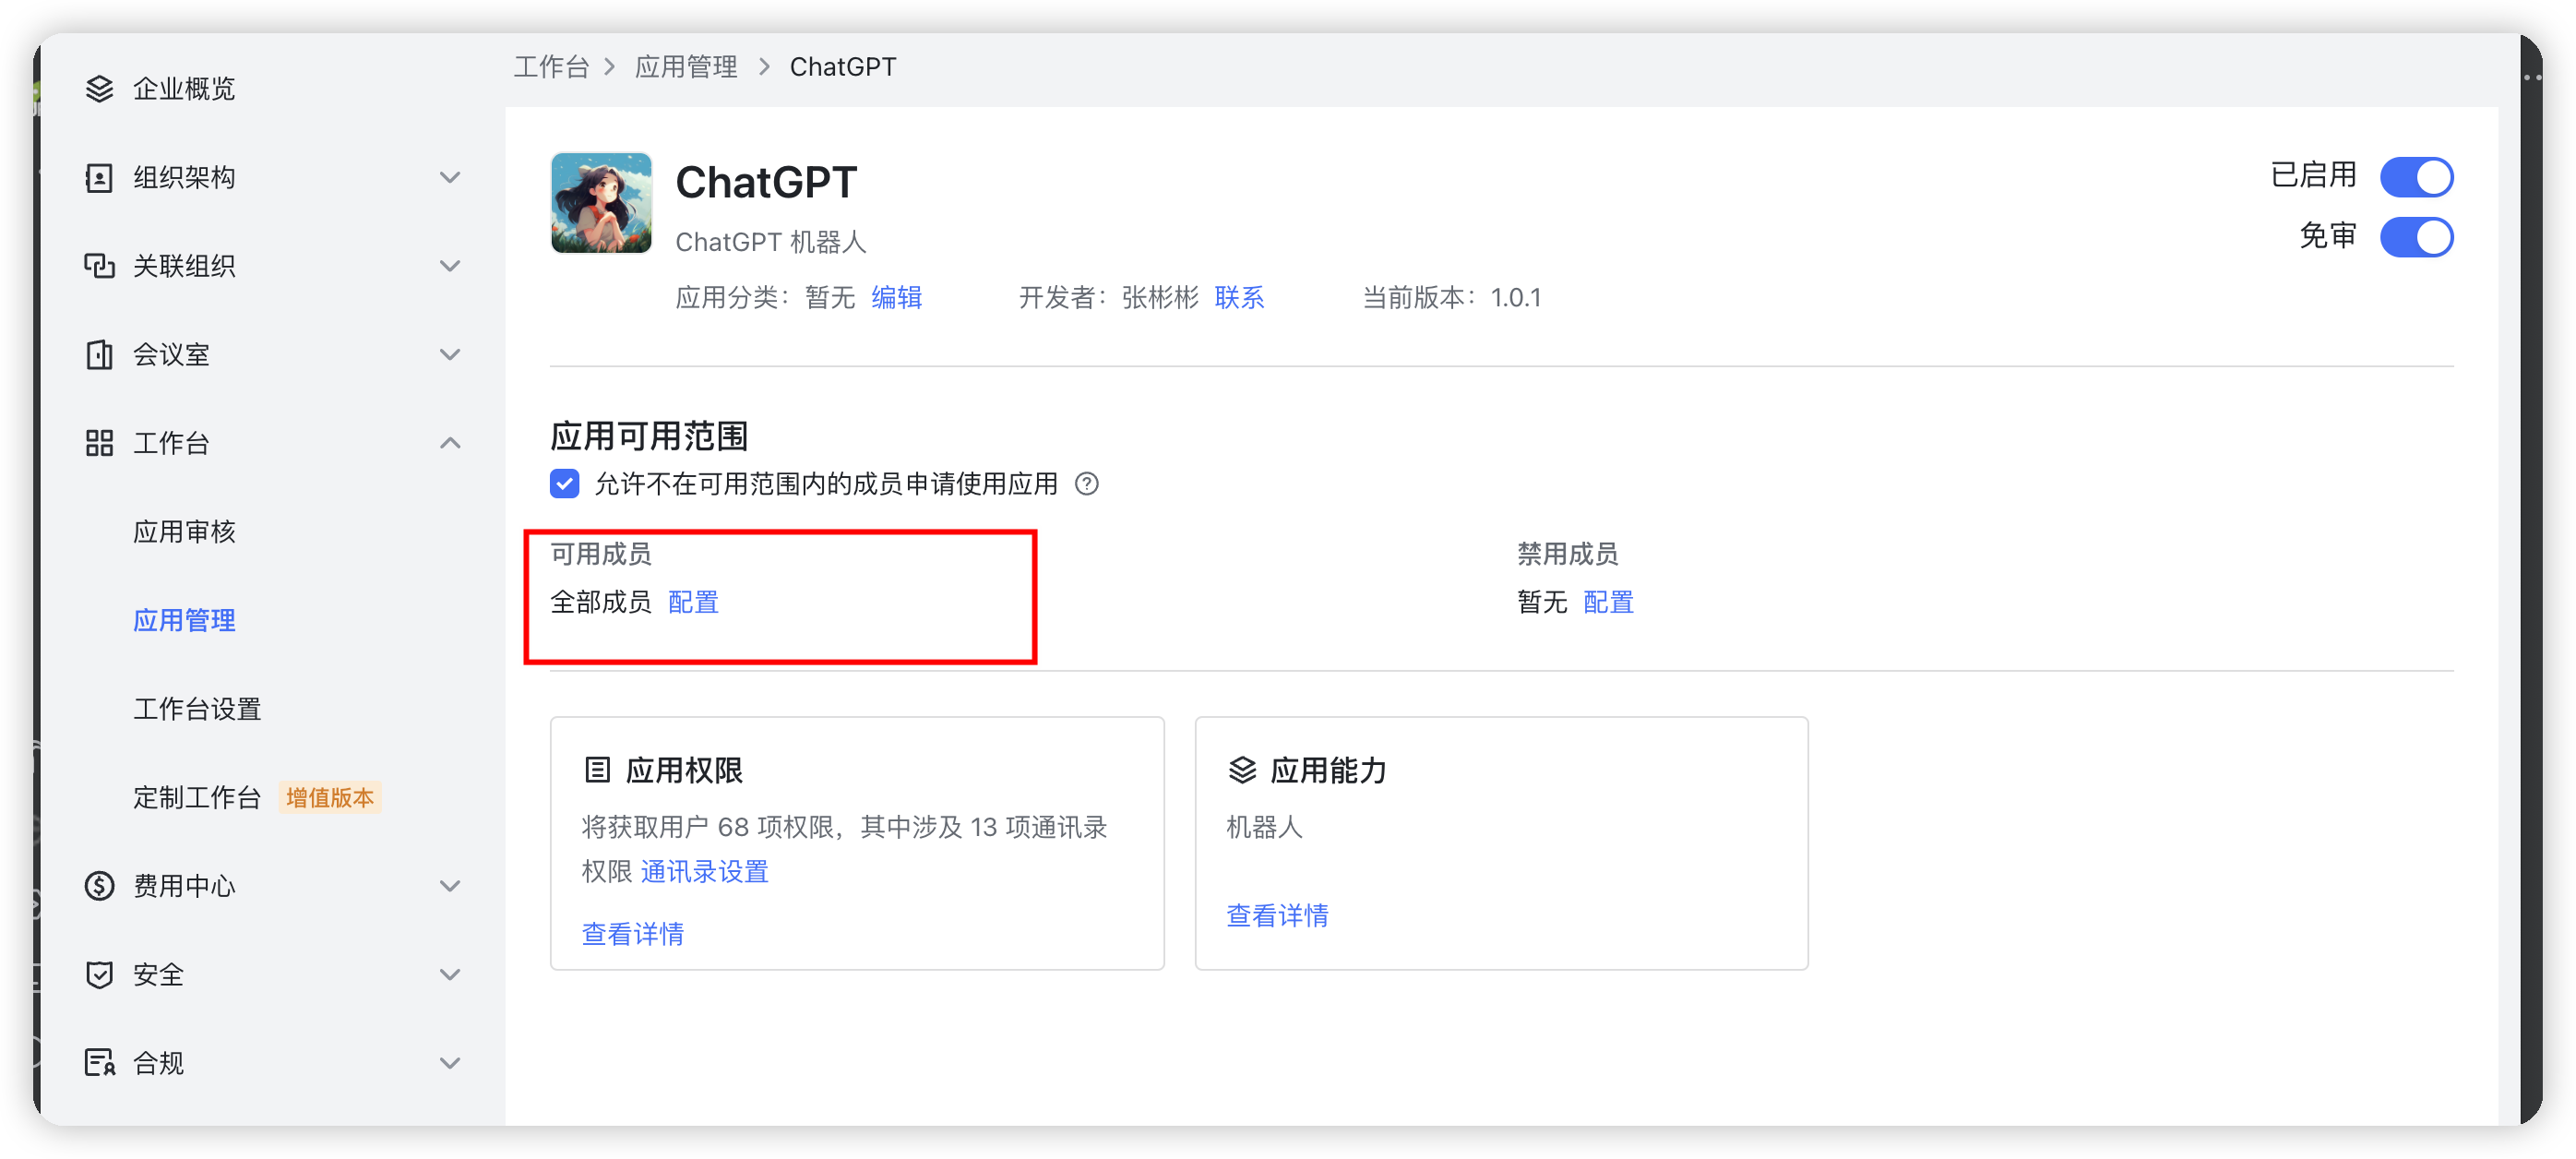 企业概览
组织架构
关联组织
会议室
工作台
应用审核
应用管理
工作台设置
定制工作台 增值版本
费用中心
安全
合规
工作台 > 应用管理 > ChatGPT
ChatGPT
ChatGPT 机器人
应用分类：暂无 编辑 开发者：张彬彬 联系 当前版本：1.0.1
已启用
免审
应用可用范围
允许不在可用范围内的成员申请使用应用
可用成员
全部成员 配置
禁用成员
暂无 配置
应用权限
将获取用户 68 项权限，其中涉及 13 项通讯录
权限 通讯录设置
查看详情
应用能力
机器人
查看详情